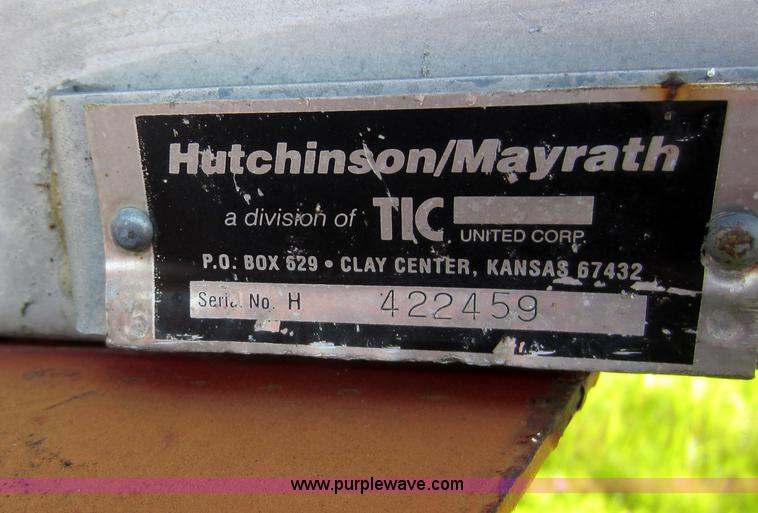 Hutchinson/Mayrath
a division of TIC
UNITED CORP
P.O. BOX 629 • CLAY CENTER, KANSAS 67432
Serial No. H 422459
www.purplewave.com